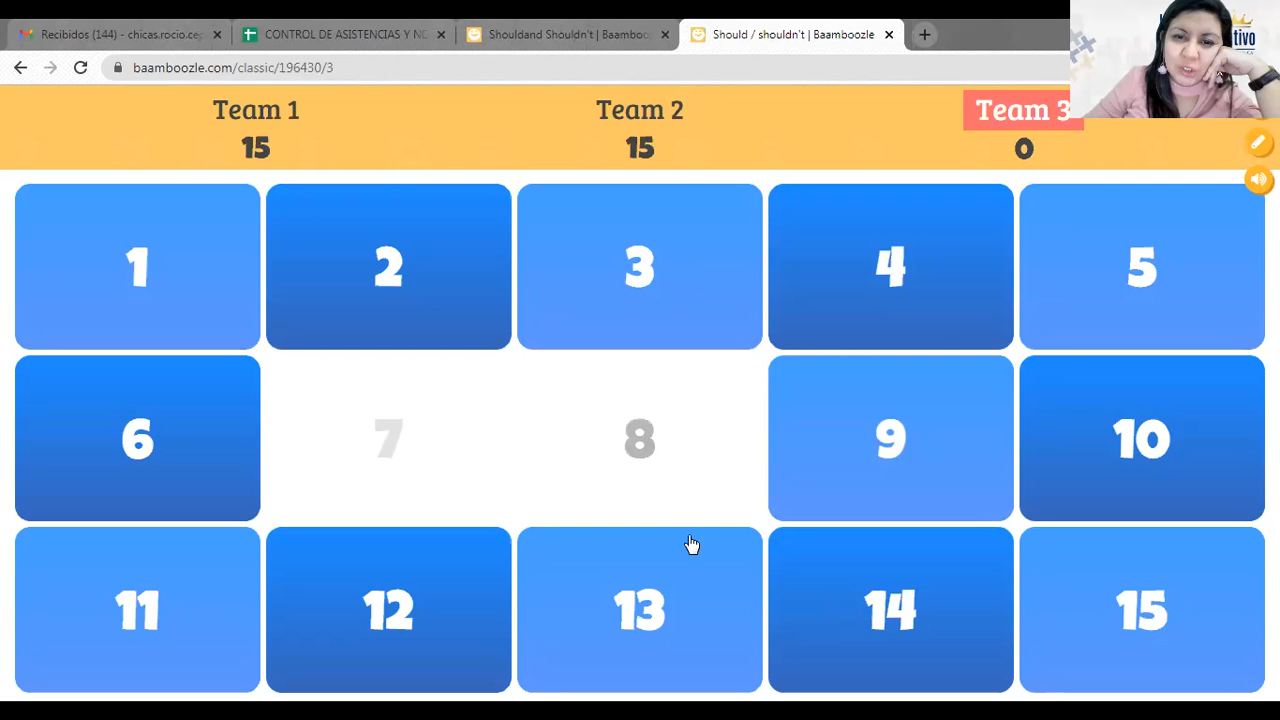 Recibidos (144) - chicas.rocio.ce
CONTROL DE ASISTENCIAS Y NO
Shouldand shouldn't | Baambooz
Should / shouldn't | Baamboozle
baamboozle.com/classic/196430/3
Team 1
Team 2
Team 3
15
15
0
1
2
3
4
5
6
7
8
9
10
11
12
13
14
15